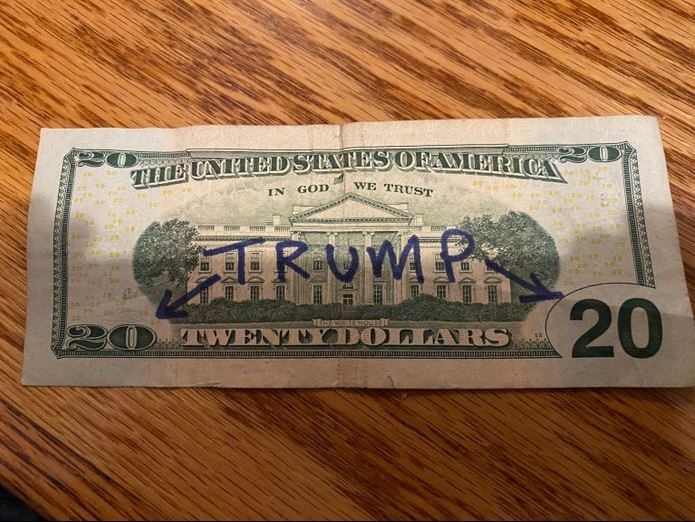 20 THE UNITED STATES OF AMERICA 20
IN GOD WE TRUST
TRUMP
THE WHITE HOUSE
20 TWENTY DOLLARS 20